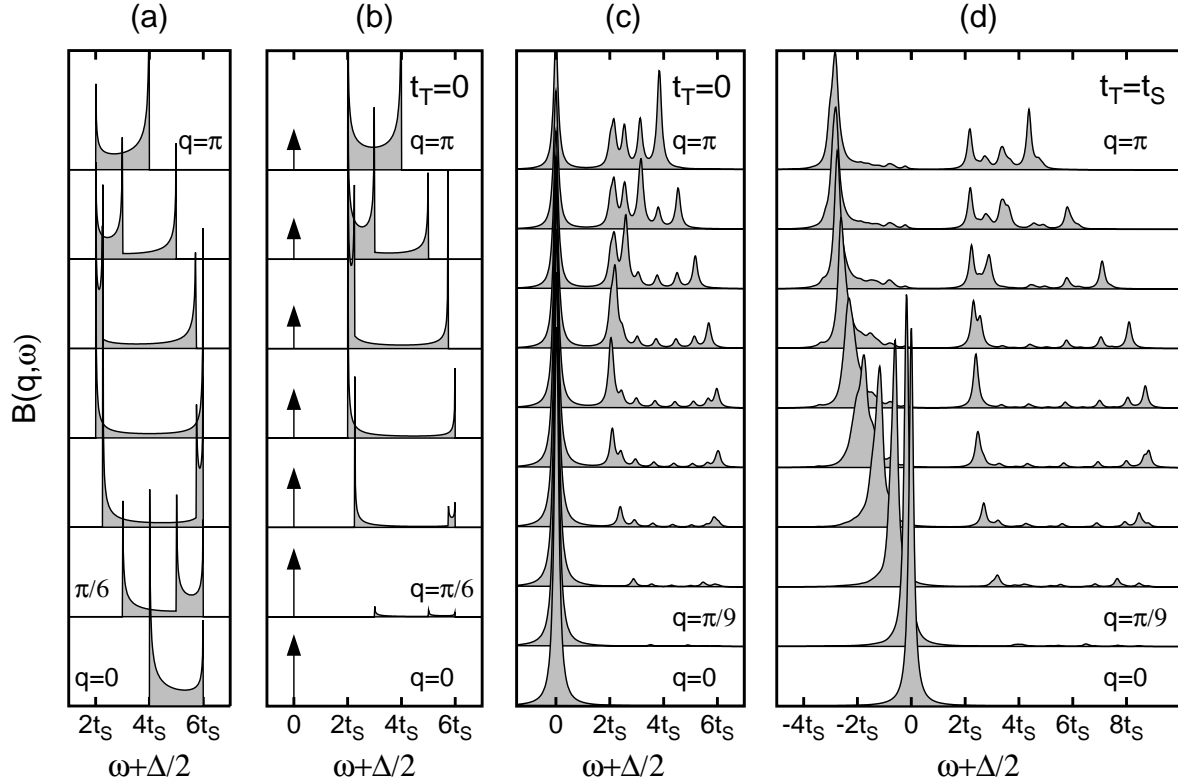 (a) (b) (c) (d)
B(q,ω)
q=π
π/6
q=0
2t_S 4t_S 6t_S
ω+Δ/2
t_T=0
q=π
q=π/6
q=0
0 2t_S 4t_S 6t_S
ω+Δ/2
t_T=0
q=π
q=π/9
q=0
0 2t_S 4t_S 6t_S
ω+Δ/2
t_T=t_S
q=π
q=π/9
q=0
-4t_S -2t_S 0 2t_S 4t_S 6t_S 8t_S
ω+Δ/2